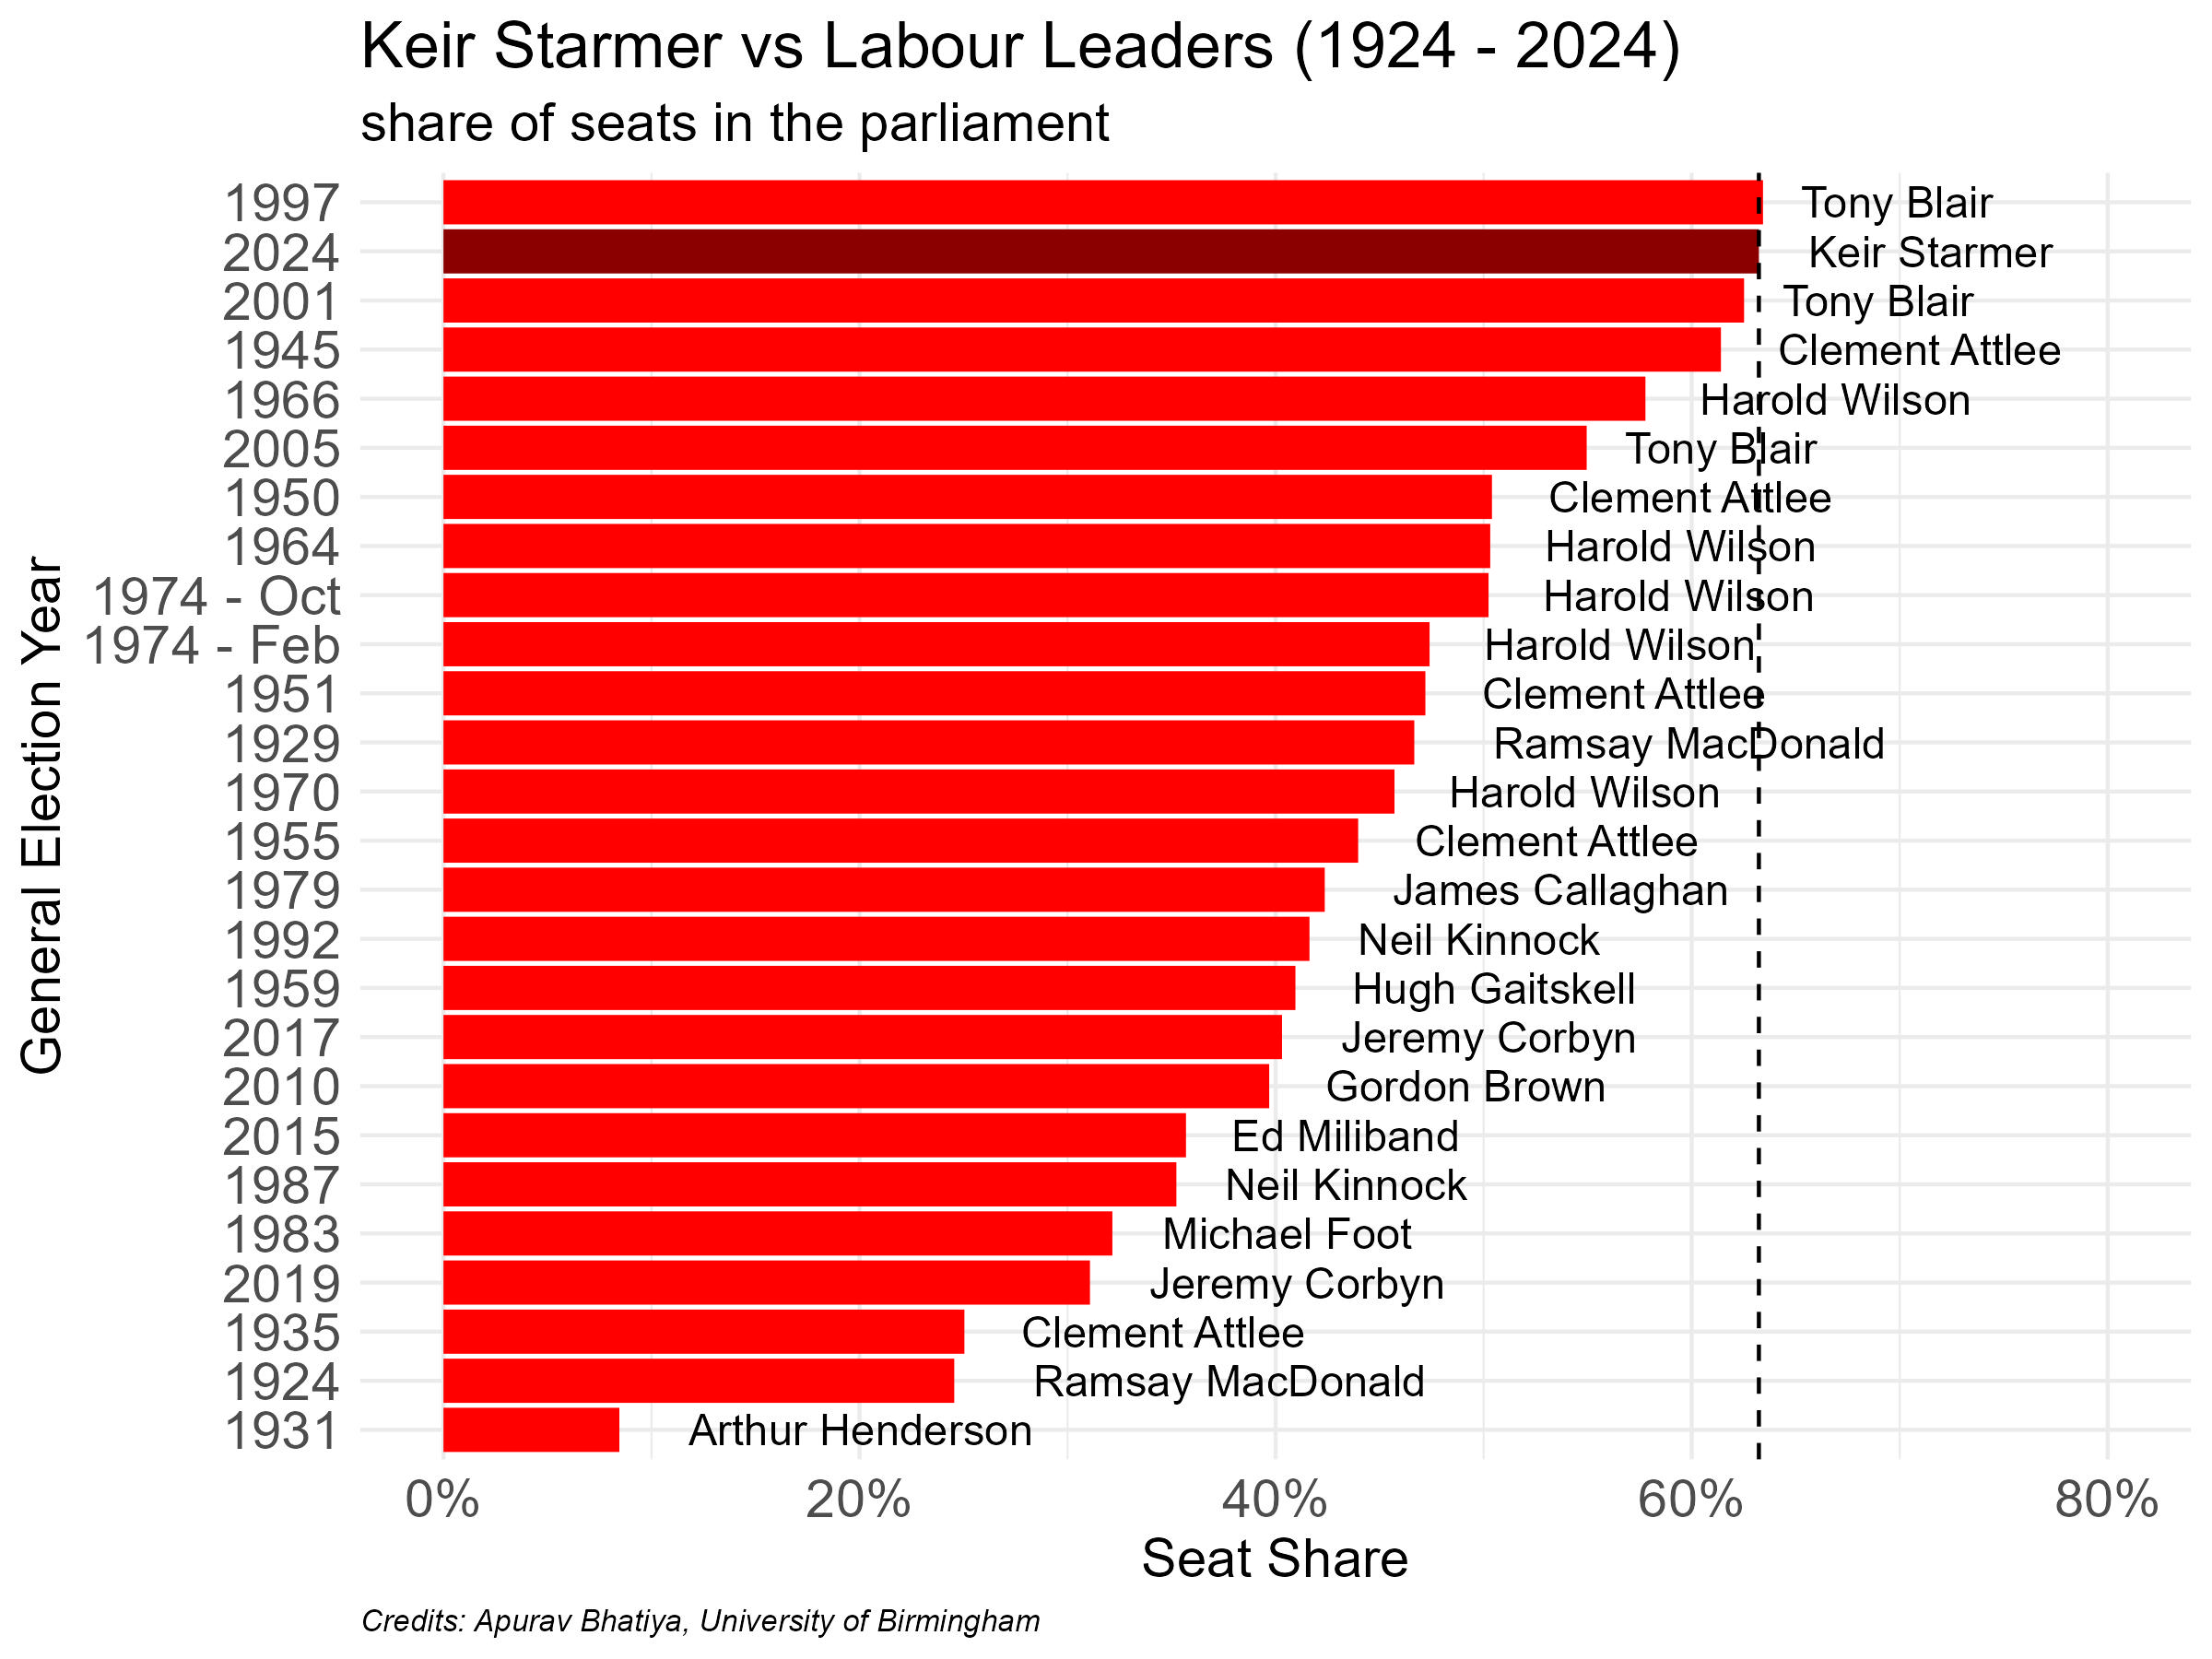 Keir Starmer vs Labour Leaders (1924 - 2024)
share of seats in the parliament
General Election Year
1997 Tony Blair
2024 Keir Starmer
2001 Tony Blair
1945 Clement Attlee
1966 Harold Wilson
2005 Tony Blair
1950 Clement Attlee
1964 Harold Wilson
1974 - Oct Harold Wilson
1974 - Feb Harold Wilson
1951 Clement Attlee
1929 Ramsay MacDonald
1970 Harold Wilson
1955 Clement Attlee
1979 James Callaghan
1992 Neil Kinnock
1959 Hugh Gaitskell
2017 Jeremy Corbyn
2010 Gordon Brown
2015 Ed Miliband
1987 Neil Kinnock
1983 Michael Foot
2019 Jeremy Corbyn
1935 Clement Attlee
1924 Ramsay MacDonald
1931 Arthur Henderson
0% 20% 40% 60% 80%
Seat Share
Credits: Apurav Bhatiya, University of Birmingham